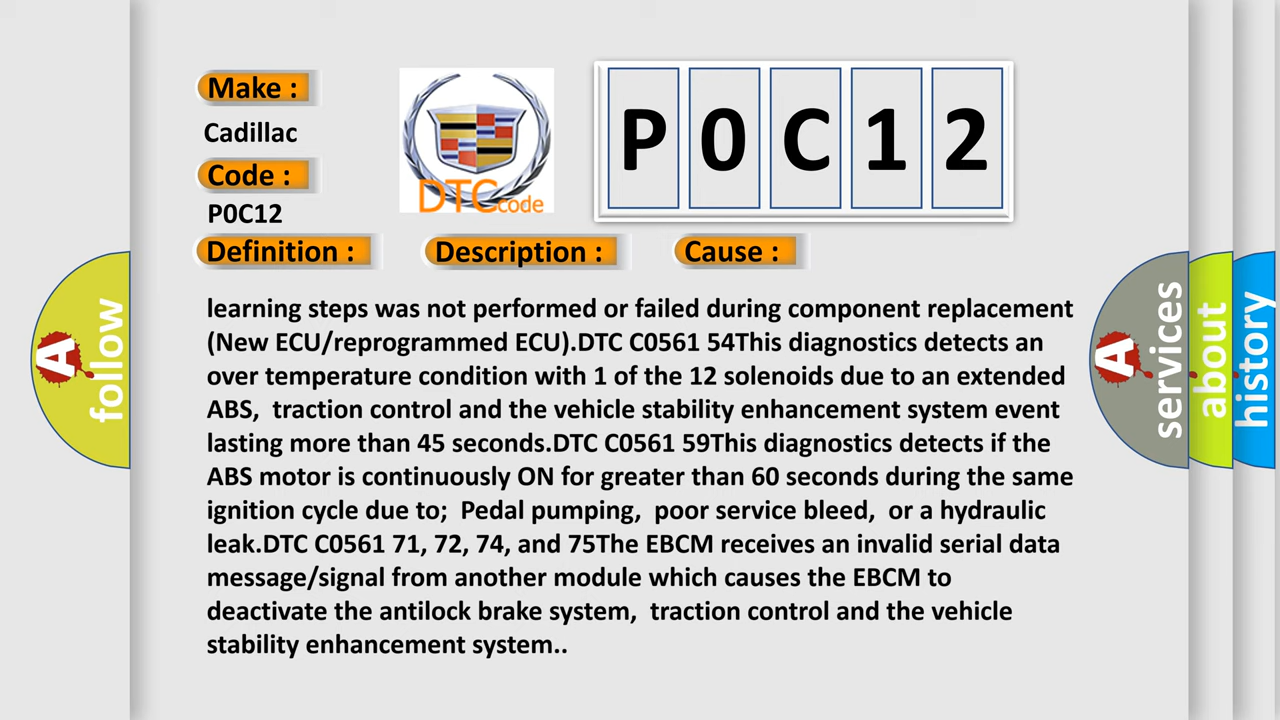 Make :
Cadillac
Code :
P0C12
DTC code
P 0 C 1 2
Definition :
Description :
Cause :
learning steps was not performed or failed during component replacement
(New ECU/reprogrammed ECU).DTC C0561 54This diagnostics detects an
over temperature condition with 1 of the 12 solenoids due to an extended
ABS,  traction control and the vehicle stability enhancement system event
lasting more than 45 seconds.DTC C0561 59This diagnostics detects if the
ABS motor is continuously ON for greater than 60 seconds during the same
ignition cycle due to;  Pedal pumping,  poor service bleed,  or a hydraulic
leak.DTC C0561 71, 72, 74, and 75The EBCM receives an invalid serial data
message/signal from another module which causes the EBCM to
deactivate the antilock brake system,  traction control and the vehicle
stability enhancement system..
A
follow
A
services
about
history